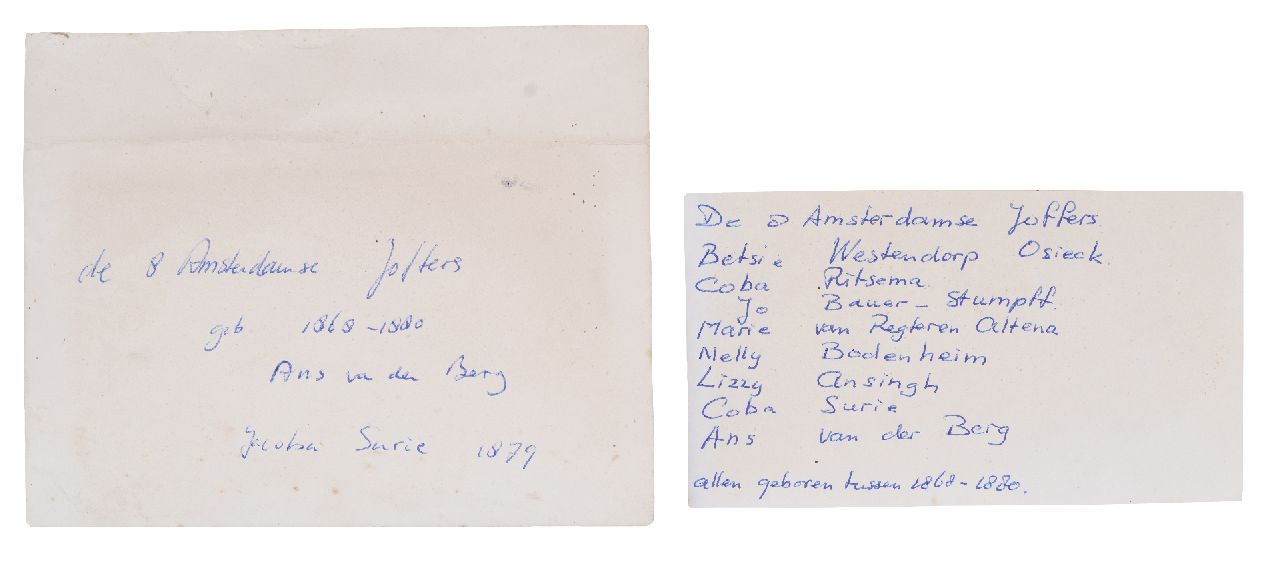 de 8 Amsterdamse Joffers
geb 1868-1880
Ans va der Berg
Jacoba Surie 1879
De 8 Amsterdamse Joffers
Betsie Westendorp Osieck.
Coba Ritsema
Jo Bauer-Stumpff.
Marie van Regteren Altena
Nelly Bodenheim
Lizzy Ansingh
Coba Surie
Ans van der Berg
allen geboren tussen 1868-1880.